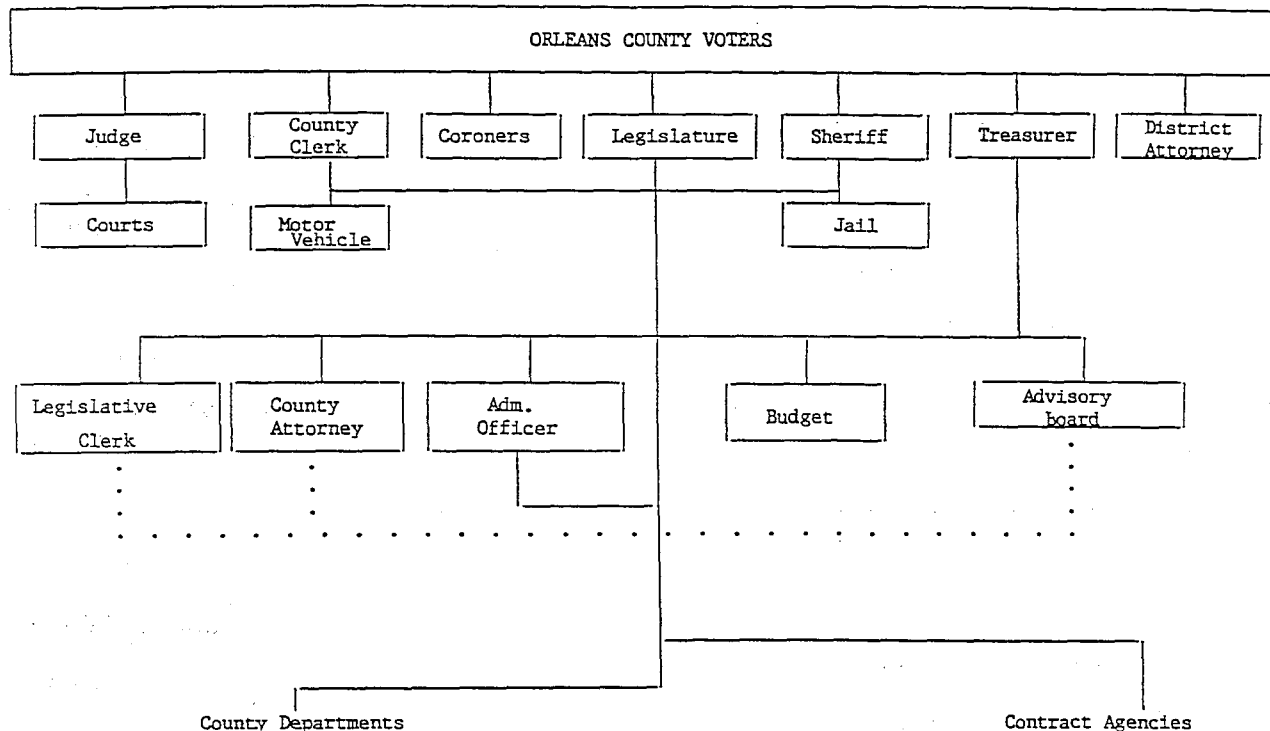 ORLEANS COUNTY VOTERS
Judge
County
Clerk
Coroners
Legislature
Sheriff
Treasurer
District
Attorney
Courts
Motor
Vehicle
Jail
Legislative
Clerk
County
Attorney
Adm.
Officer
Budget
Advisory
board
County Departments
Contract Agencies